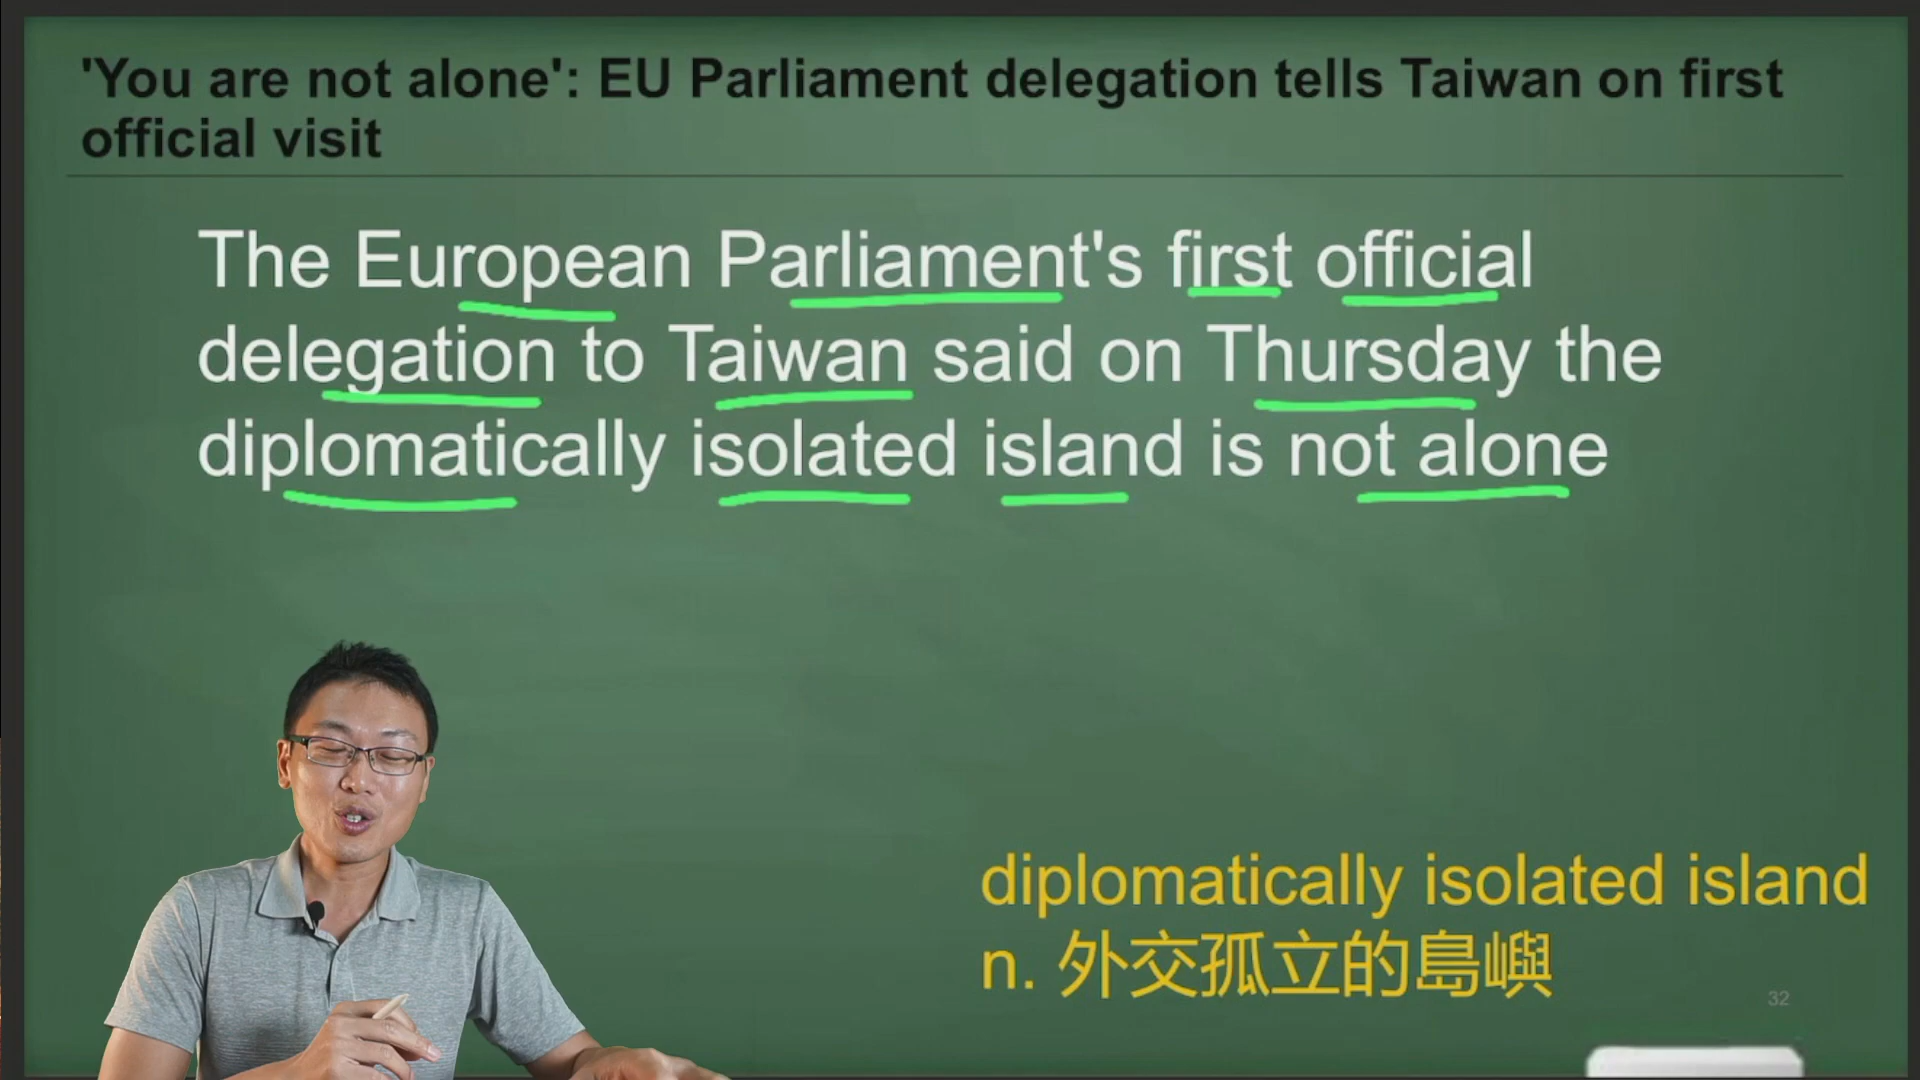 'You are not alone': EU Parliament delegation tells Taiwan on first
official visit
The European Parliament's first official
delegation to Taiwan said on Thursday the
diplomatically isolated island is not alone
diplomatically isolated island
n. 外交孤立的島嶼
32